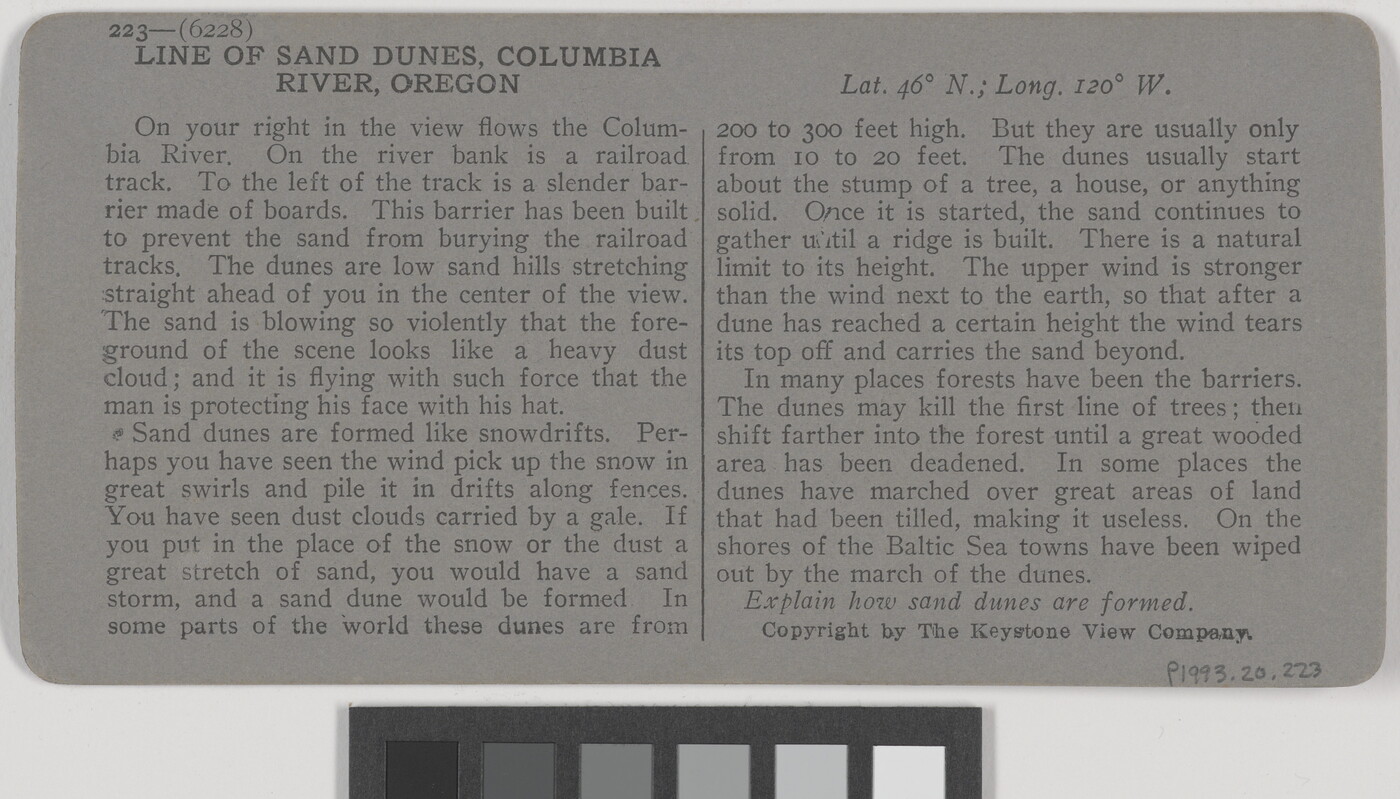 223—(6228)
LINE OF SAND DUNES, COLUMBIA
RIVER, OREGON
On your right in the view flows the Colum-
bia River. On the river bank is a railroad
track. To the left of the track is a slender bar-
rier made of boards. This barrier has been built
to prevent the sand from burying the railroad
tracks. The dunes are low sand hills stretching
straight ahead of you in the center of the view.
The sand is blowing so violently that the fore-
ground of the scene looks like a heavy dust
cloud; and it is flying with such force that the
man is protecting his face with his hat.
Sand dunes are formed like snowdrifts. Per-
haps you have seen the wind pick up the snow in
great swirls and pile it in drifts along fences.
You have seen dust clouds carried by a gale. If
you put in the place of the snow or the dust a
great stretch of sand, you would have a sand
storm, and a sand dune would be formed In
some parts of the world these dunes are from
Lat. 46° N.; Long. 120° W.
200 to 300 feet high. But they are usually only
from 10 to 20 feet. The dunes usually start
about the stump of a tree, a house, or anything
solid. Once it is started, the sand continues to
gather until a ridge is built. There is a natural
limit to its height. The upper wind is stronger
than the wind next to the earth, so that after a
dune has reached a certain height the wind tears
its top off and carries the sand beyond.
In many places forests have been the barriers.
The dunes may kill the first line of trees; then
shift farther into the forest until a great wooded
area has been deadened. In some places the
dunes have marched over great areas of land
that had been tilled, making it useless. On the
shores of the Baltic Sea towns have been wiped
out by the march of the dunes.
Explain how sand dunes are formed.
Copyright by The Keystone View Company.
P1993.20.223